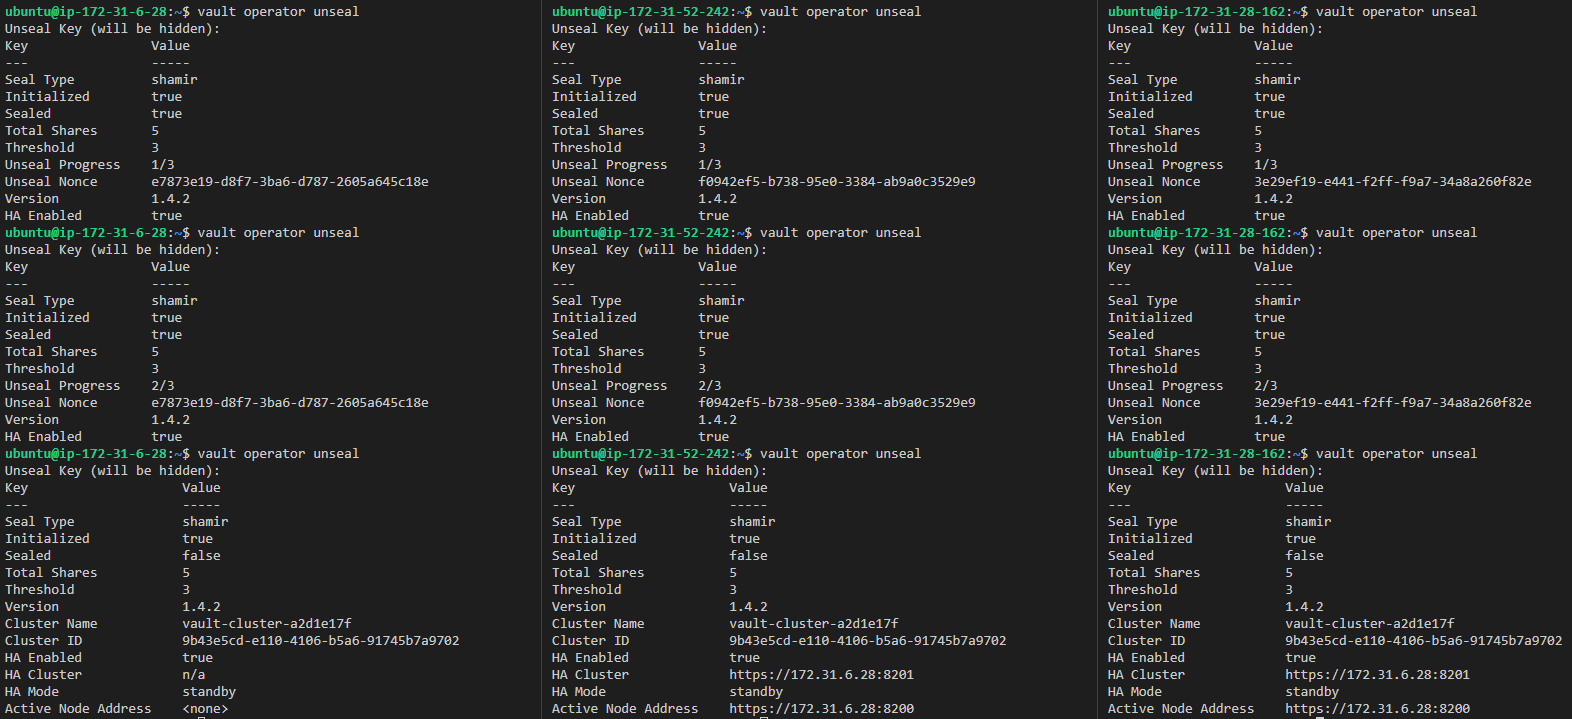 ubuntu@ip-172-31-6-28:~$ vault operator unseal
Unseal Key (will be hidden):
Key Value
--- -----
Seal Type shamir
Initialized true
Sealed true
Total Shares 5
Threshold 3
Unseal Progress 1/3
Unseal Nonce e7873e19-d8f7-3ba6-d787-2605a645c18e
Version 1.4.2
HA Enabled true
ubuntu@ip-172-31-6-28:~$ vault operator unseal
Unseal Key (will be hidden):
Key Value
--- -----
Seal Type shamir
Initialized true
Sealed true
Total Shares 5
Threshold 3
Unseal Progress 2/3
Unseal Nonce e7873e19-d8f7-3ba6-d787-2605a645c18e
Version 1.4.2
HA Enabled true
ubuntu@ip-172-31-6-28:~$ vault operator unseal
Unseal Key (will be hidden):
Key Value
--- -----
Seal Type shamir
Initialized true
Sealed false
Total Shares 5
Threshold 3
Version 1.4.2
Cluster Name vault-cluster-a2d1e17f
Cluster ID 9b43e5cd-e110-4106-b5a6-91745b7a9702
HA Enabled true
HA Cluster n/a
HA Mode standby
Active Node Address <none>
ubuntu@ip-172-31-52-242:~$ vault operator unseal
Unseal Key (will be hidden):
Key Value
--- -----
Seal Type shamir
Initialized true
Sealed true
Total Shares 5
Threshold 3
Unseal Progress 1/3
Unseal Nonce f0942ef5-b738-95e0-3384-ab9a0c3529e9
Version 1.4.2
HA Enabled true
ubuntu@ip-172-31-52-242:~$ vault operator unseal
Unseal Key (will be hidden):
Key Value
--- -----
Seal Type shamir
Initialized true
Sealed true
Total Shares 5
Threshold 3
Unseal Progress 2/3
Unseal Nonce f0942ef5-b738-95e0-3384-ab9a0c3529e9
Version 1.4.2
HA Enabled true
ubuntu@ip-172-31-52-242:~$ vault operator unseal
Unseal Key (will be hidden):
Key Value
--- -----
Seal Type shamir
Initialized true
Sealed false
Total Shares 5
Threshold 3
Version 1.4.2
Cluster Name vault-cluster-a2d1e17f
Cluster ID 9b43e5cd-e110-4106-b5a6-91745b7a9702
HA Enabled true
HA Cluster https://172.31.6.28:8201
HA Mode standby
Active Node Address https://172.31.6.28:8200
ubuntu@ip-172-31-28-162:~$ vault operator unseal
Unseal Key (will be hidden):
Key Value
--- -----
Seal Type shamir
Initialized true
Sealed true
Total Shares 5
Threshold 3
Unseal Progress 1/3
Unseal Nonce 3e29ef19-e441-f2ff-f9a7-34a8a260f82e
Version 1.4.2
HA Enabled true
ubuntu@ip-172-31-28-162:~$ vault operator unseal
Unseal Key (will be hidden):
Key Value
--- -----
Seal Type shamir
Initialized true
Sealed true
Total Shares 5
Threshold 3
Unseal Progress 2/3
Unseal Nonce 3e29ef19-e441-f2ff-f9a7-34a8a260f82e
Version 1.4.2
HA Enabled true
ubuntu@ip-172-31-28-162:~$ vault operator unseal
Unseal Key (will be hidden):
Key Value
--- -----
Seal Type shamir
Initialized true
Sealed false
Total Shares 5
Threshold 3
Version 1.4.2
Cluster Name vault-cluster-a2d1e17f
Cluster ID 9b43e5cd-e110-4106-b5a6-91745b7a9702
HA Enabled true
HA Cluster https://172.31.6.28:8201
HA Mode standby
Active Node Address https://172.31.6.28:8200